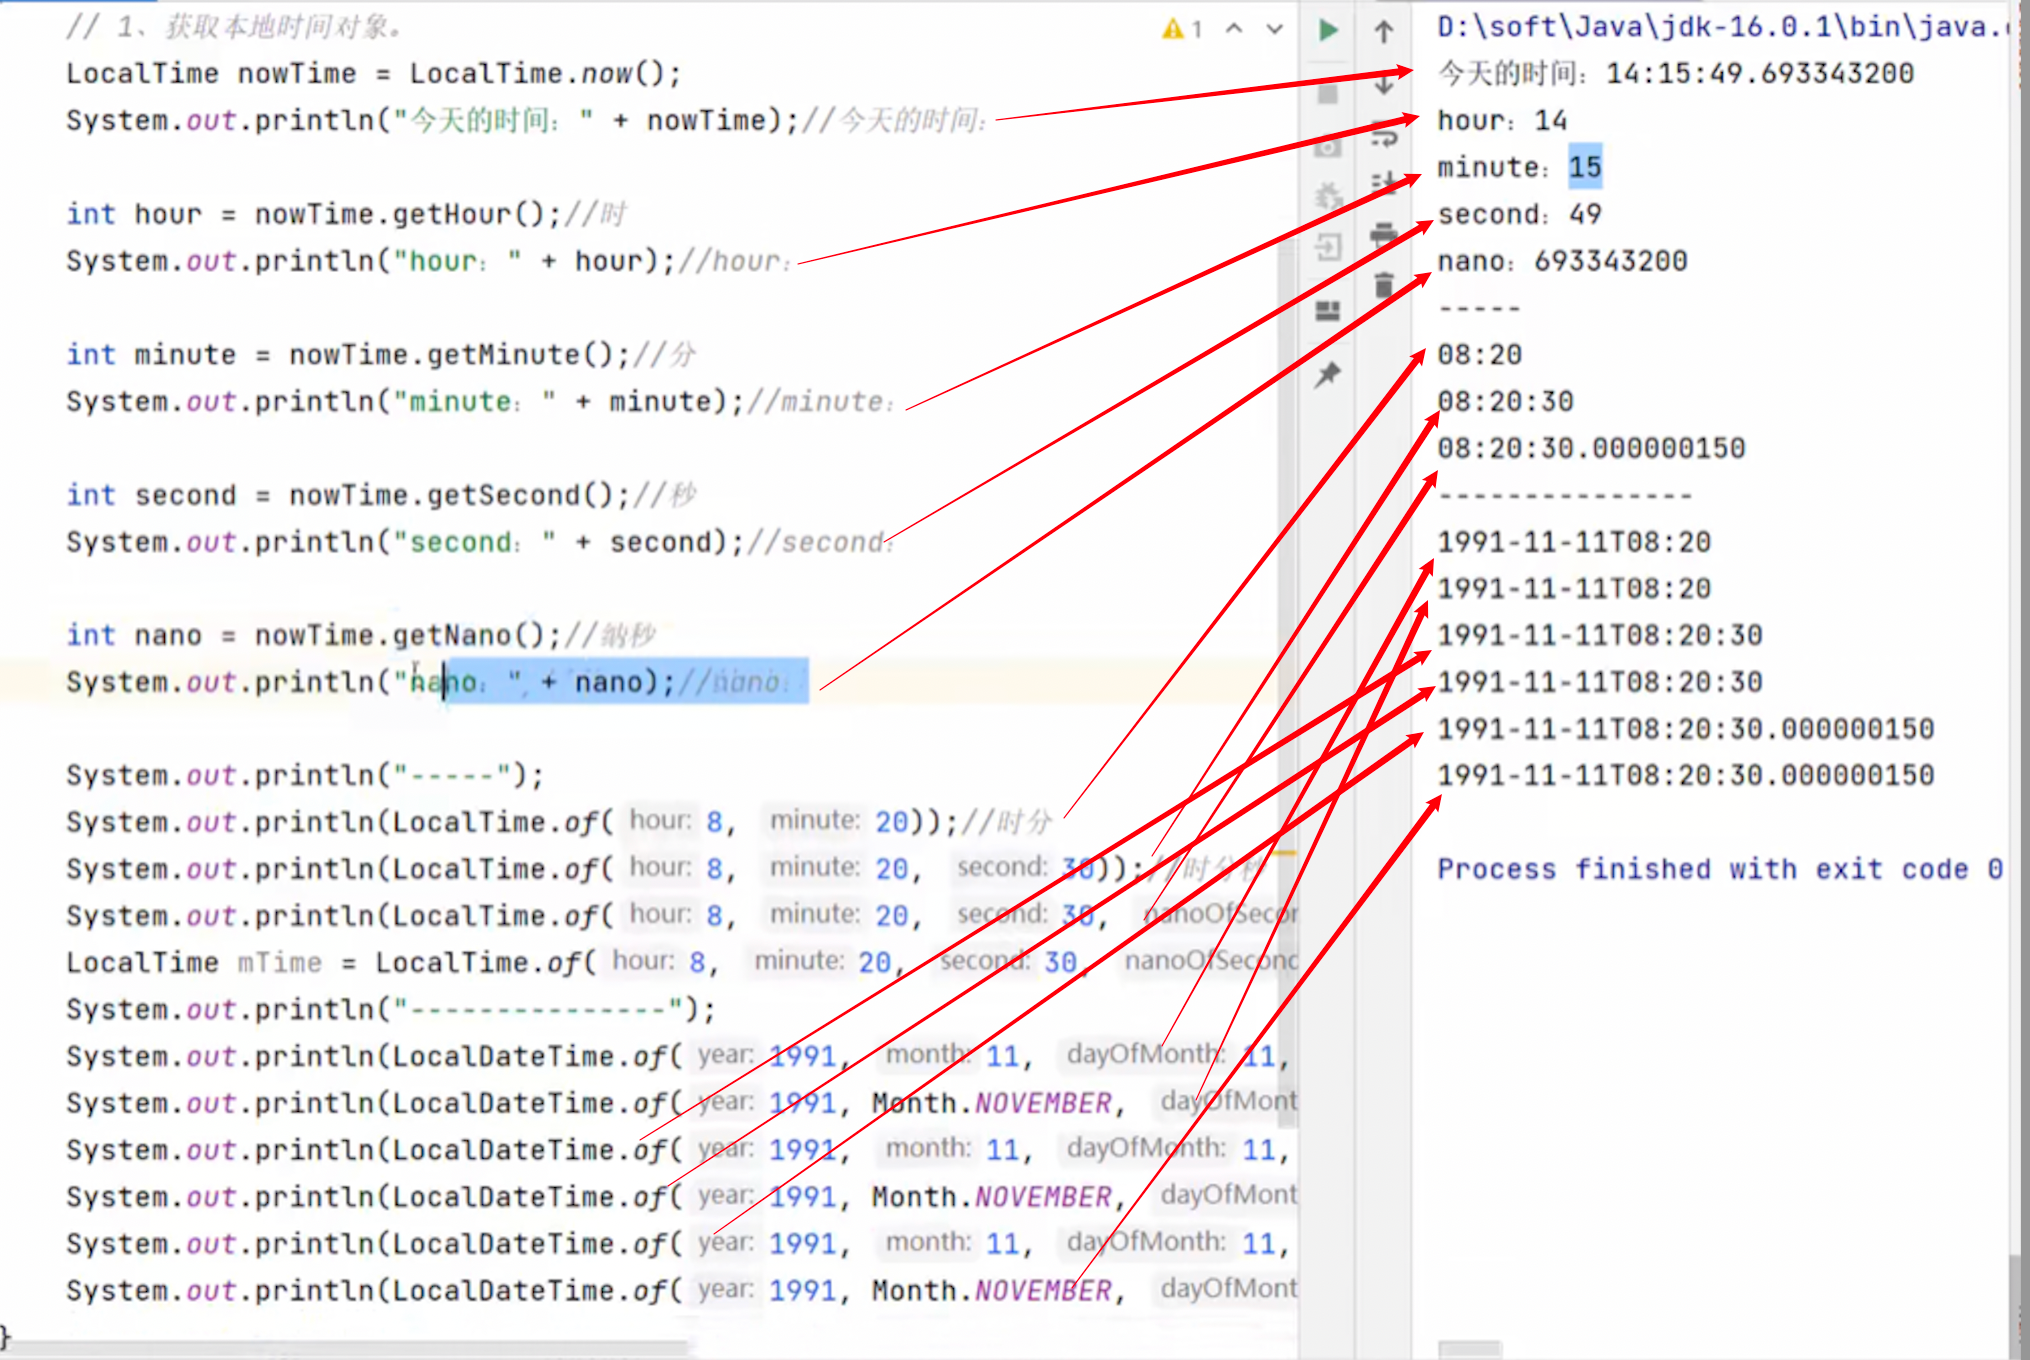 // 1、获取本地时间对象。
LocalTime nowTime = LocalTime.now();
System.out.println("今天的时间：" + nowTime);//今天的时间：
int hour = nowTime.getHour();//时
System.out.println("hour：" + hour);//hour：
int minute = nowTime.getMinute();//分
System.out.println("minute：" + minute);//minute：
int second = nowTime.getSecond();//秒
System.out.println("second：" + second);//second：
int nano = nowTime.getNano();//纳秒
System.out.println("nano：" + nano);//nano：
System.out.println("-----");
System.out.println(LocalTime.of( hour: 8, minute: 20));//时分
System.out.println(LocalTime.of( hour: 8, minute: 20, second: 30));//时分秒
System.out.println(LocalTime.of( hour: 8, minute: 20, second: 30, nanoOfSecon
LocalTime mTime = LocalTime.of( hour: 8, minute: 20, second: 30, nanoOfSecond
System.out.println("---------------");
System.out.println(LocalDateTime.of( year: 1991, month: 11, dayOfMonth: 11,
System.out.println(LocalDateTime.of( year: 1991, Month.NOVEMBER, dayOfMont
System.out.println(LocalDateTime.of( year: 1991, month: 11, dayOfMonth: 11,
System.out.println(LocalDateTime.of( year: 1991, Month.NOVEMBER, dayOfMont
System.out.println(LocalDateTime.of( year: 1991, month: 11, dayOfMonth: 11,
System.out.println(LocalDateTime.of( year: 1991, Month.NOVEMBER, dayOfMont
}
1
D:\soft\Java\jdk-16.0.1\bin\java.
今天的时间：14:15:49.693343200
hour：14
minute：15
second：49
nano：693343200
-----
08:20
08:20:30
08:20:30.000000150
---------------
1991-11-11T08:20
1991-11-11T08:20
1991-11-11T08:20:30
1991-11-11T08:20:30
1991-11-11T08:20:30.000000150
1991-11-11T08:20:30.000000150
Process finished with exit code 0